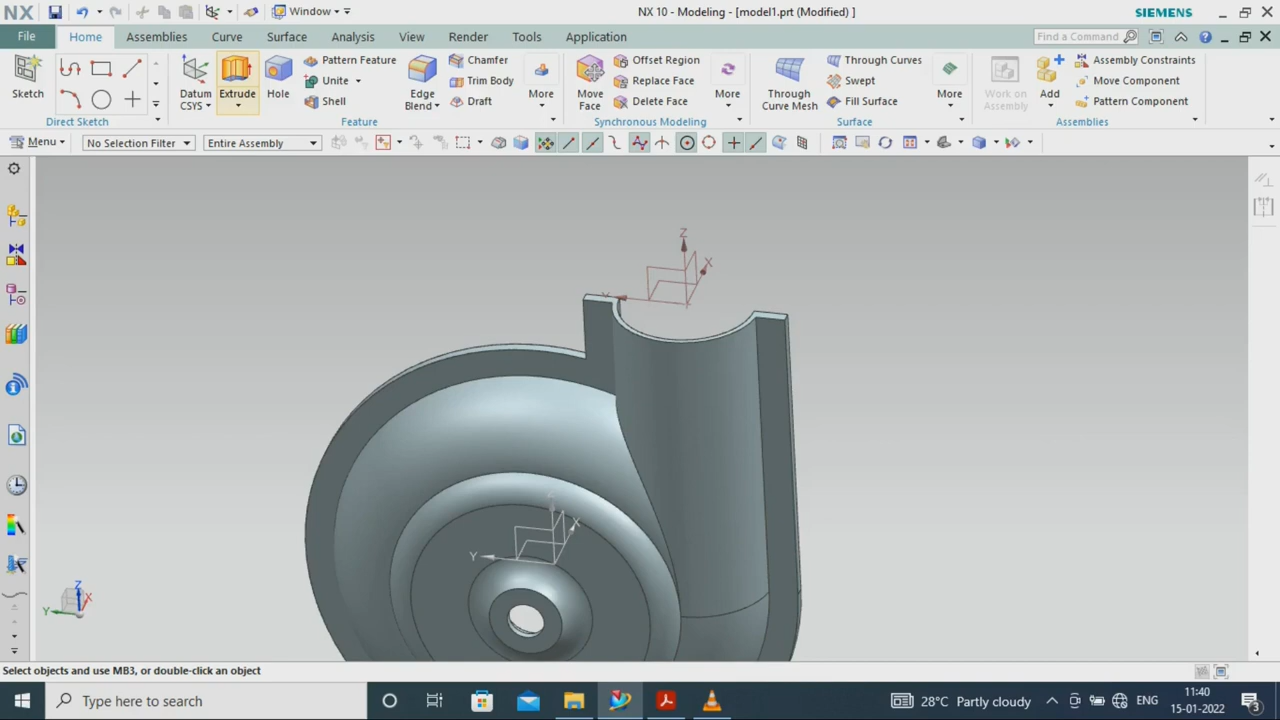 NX
Window
NX 10 - Modeling - [model1.prt (Modified) ]
SIEMENS
File
Home
Assemblies
Curve
Surface
Analysis
View
Render
Tools
Application
Find a Command
Sketch
Direct Sketch
Datum CSYS
Extrude
Hole
Pattern Feature
Unite
Shell
Edge Blend
Chamfer
Trim Body
Draft
More
Feature
Move Face
Offset Region
Replace Face
Delete Face
More
Synchronous Modeling
Through Curve Mesh
Through Curves
Swept
Fill Surface
More
Surface
Work on Assembly
Add
Assembly Constraints
Move Component
Pattern Component
Assemblies
Menu
No Selection Filter
Entire Assembly
Z
X
Y
Z
X
Y
Z
X
Y
Select objects and use MB3, or double-click an object
Type here to search
28°C Partly cloudy
ENG
11:40
15-01-2022
3